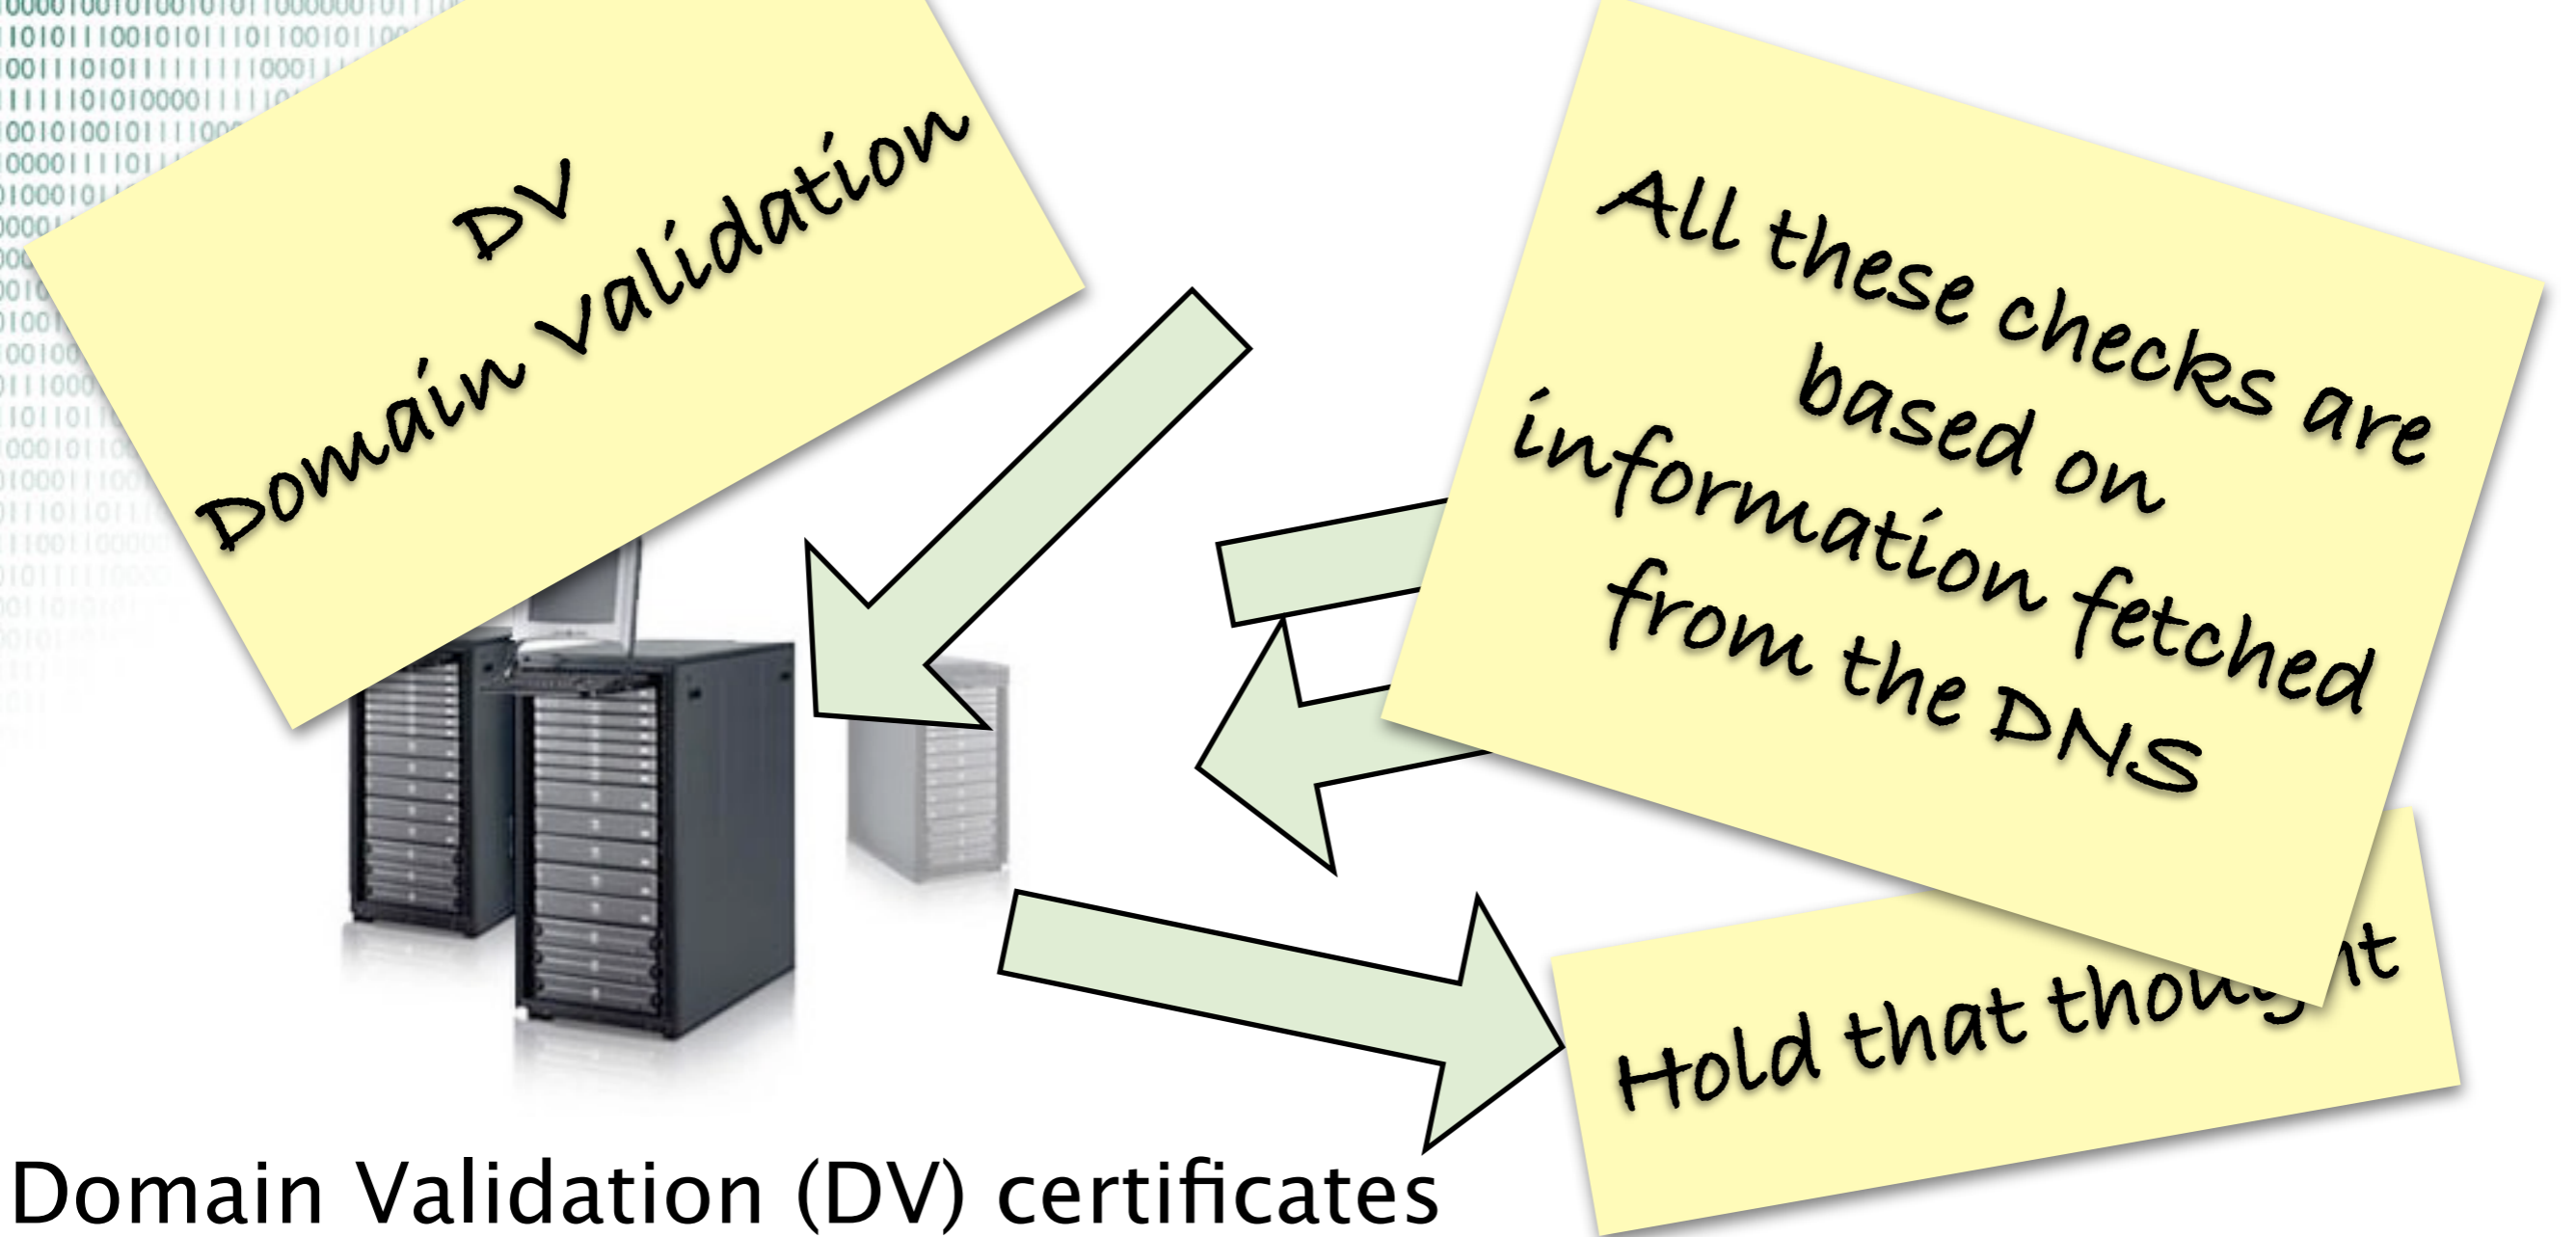 DV
Domain Validation
All these checks are
based on
information fetched
from the DNS
Hold that thought
Domain Validation (DV) certificates